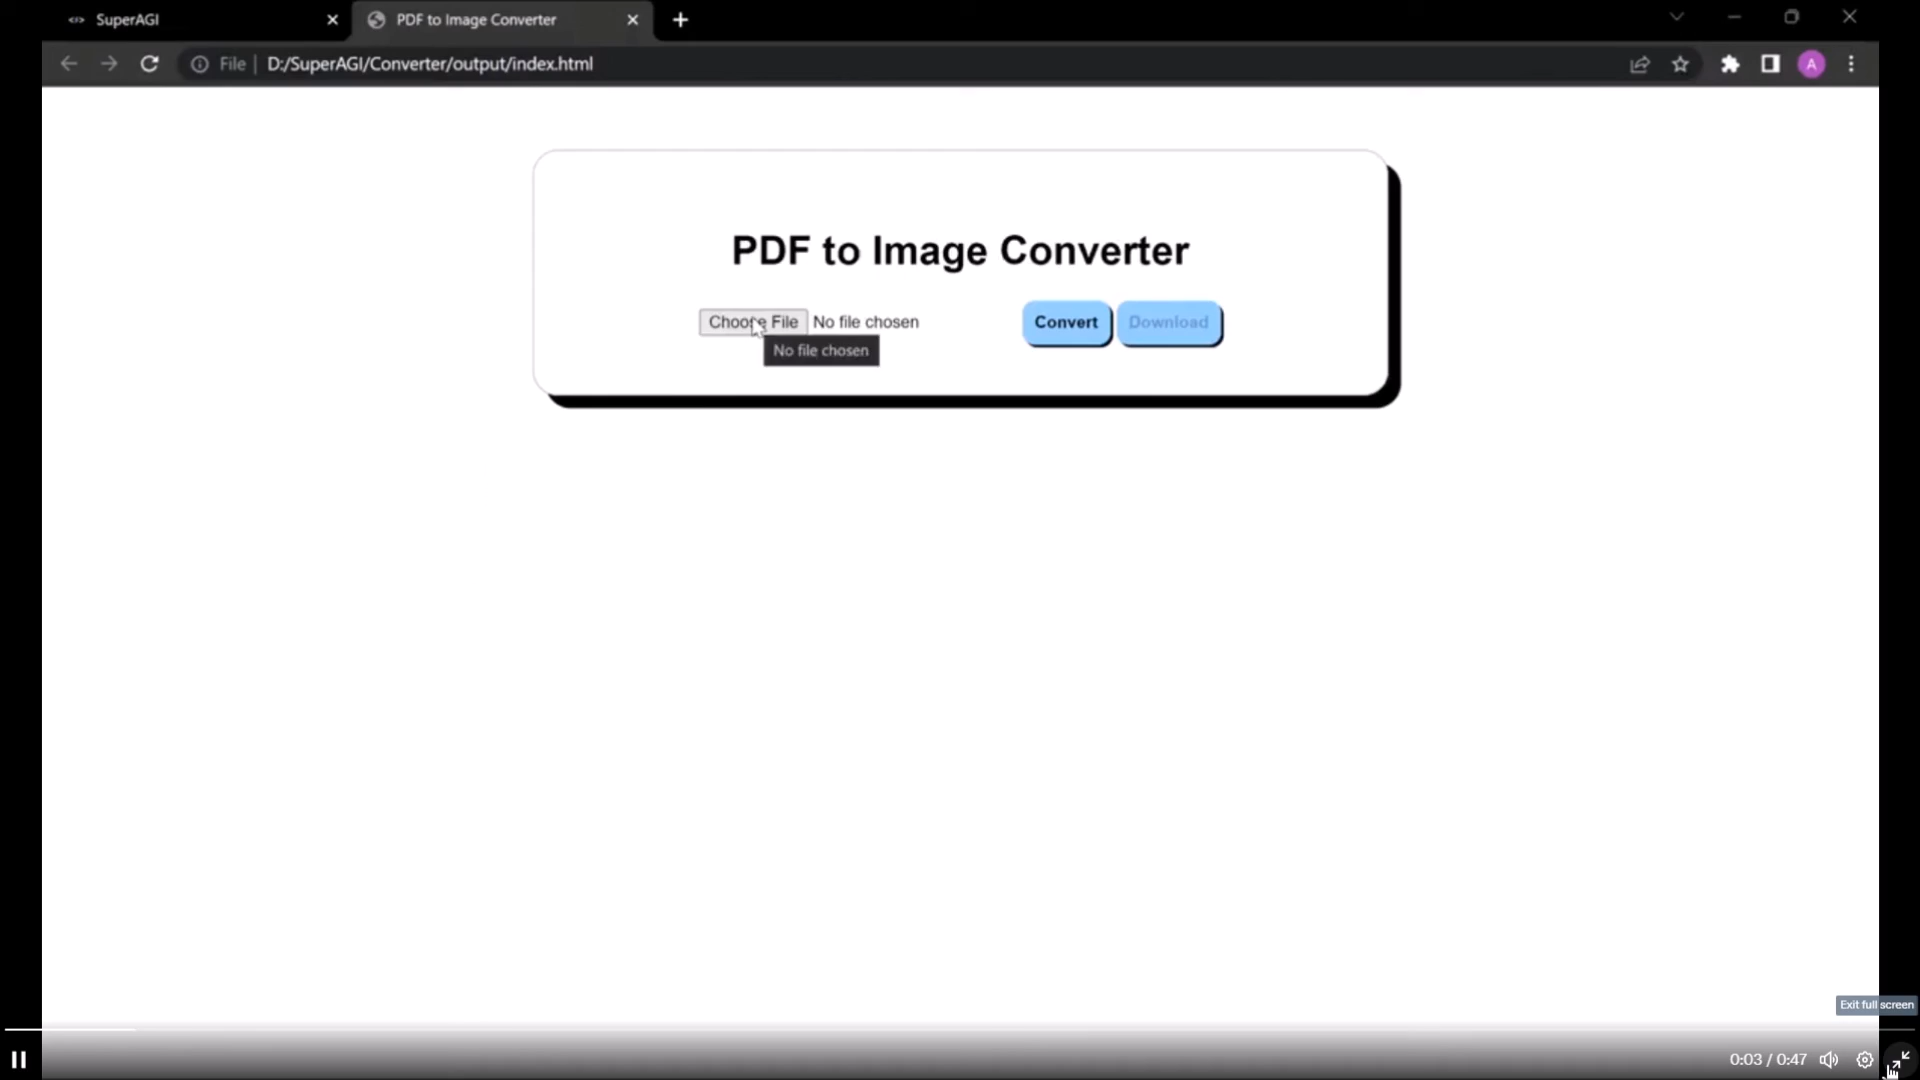 SuperAGI
PDF to Image Converter
File
D:/SuperAGI/Converter/output/index.html
A
PDF to Image Converter
Choose File No file chosen
Convert
Download
No file chosen
Exit full screen
0:03 / 0:47